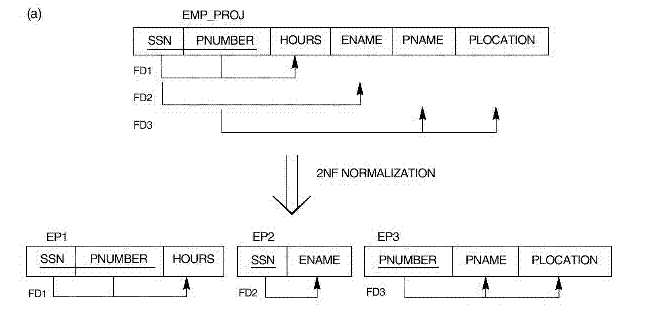 (a)
EMP_PROJ
SSN PNUMBER HOURS ENAME PNAME PLOCATION
FD1
FD2
FD3
2NF NORMALIZATION
EP1 EP2 EP3
SSN PNUMBER HOURS SSN ENAME PNUMBER PNAME PLOCATION
FD1 FD2 FD3